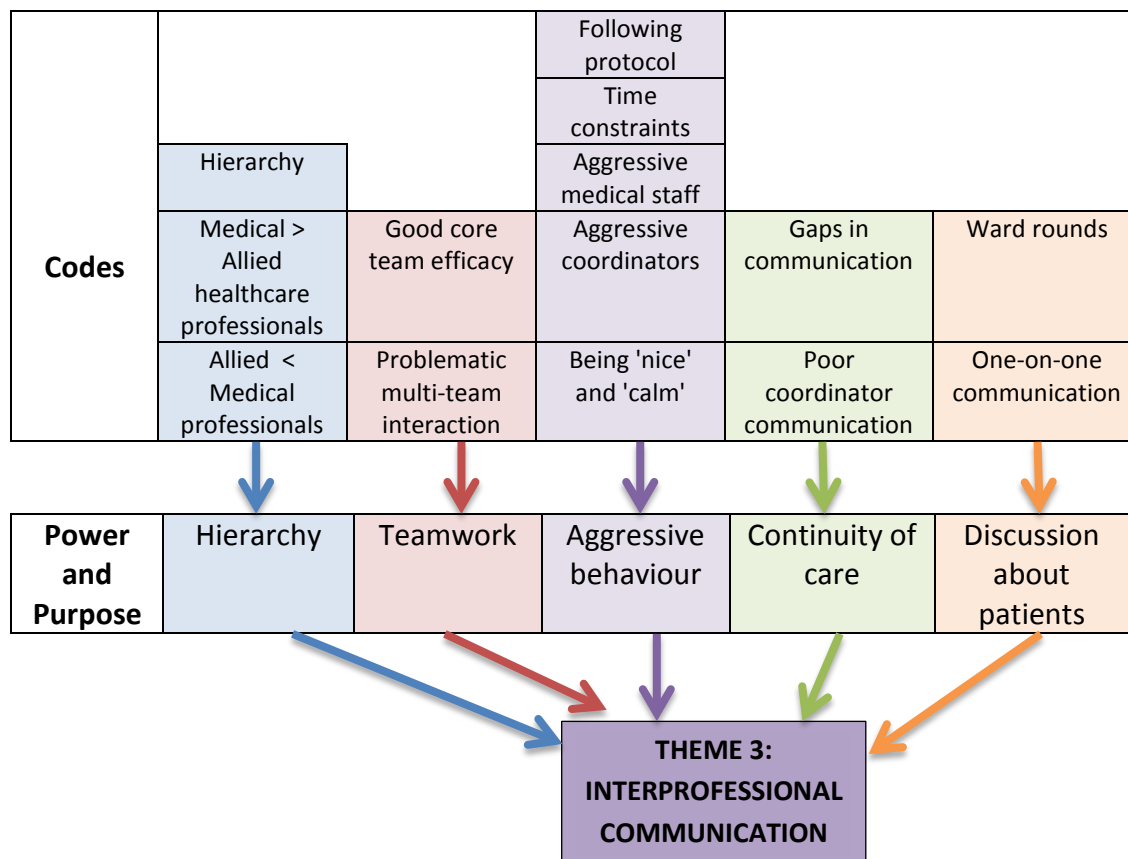 Following
protocol
Time
constraints
Hierarchy
Aggressive
medical staff
Codes
Medical >
Allied
healthcare
professionals
Good core
team efficacy
Aggressive
coordinators
Gaps in
communication
Ward rounds
Allied <
Medical
professionals
Problematic
multi-team
interaction
Being 'nice'
and 'calm'
Poor
coordinator
communication
One-on-one
communication
Power
and
Purpose
Hierarchy
Teamwork
Aggressive
behaviour
Continuity of
care
Discussion
about
patients
THEME 3:
INTERPROFESSIONAL
COMMUNICATION